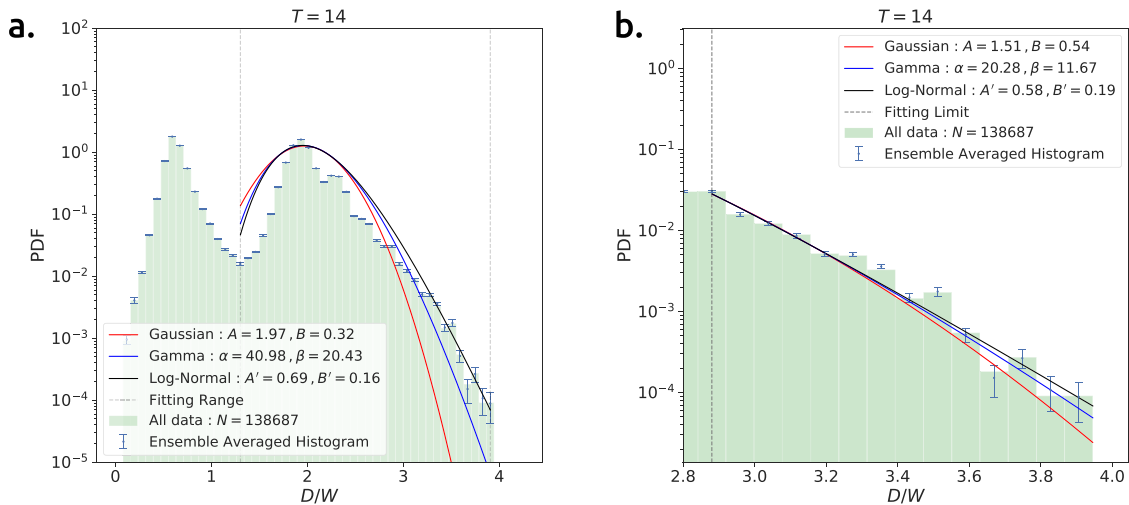 a.
T = 14
10²
10¹
10⁰
10⁻¹
10⁻²
10⁻³
10⁻⁴
10⁻⁵
PDF
Gaussian : A = 1.97 , B = 0.32
Gamma : α = 40.98 , β = 20.43
Log-Normal : A′ = 0.69 , B′ = 0.16
Fitting Range
All data : N = 138687
Ensemble Averaged Histogram
0 1 2 3 4
D/W
b.
T = 14
10⁰
10⁻¹
10⁻²
10⁻³
10⁻⁴
PDF
Gaussian : A = 1.51 , B = 0.54
Gamma : α = 20.28 , β = 11.67
Log-Normal : A′ = 0.58 , B′ = 0.19
Fitting Limit
All data : N = 138687
Ensemble Averaged Histogram
2.8 3.0 3.2 3.4 3.6 3.8 4.0
D/W